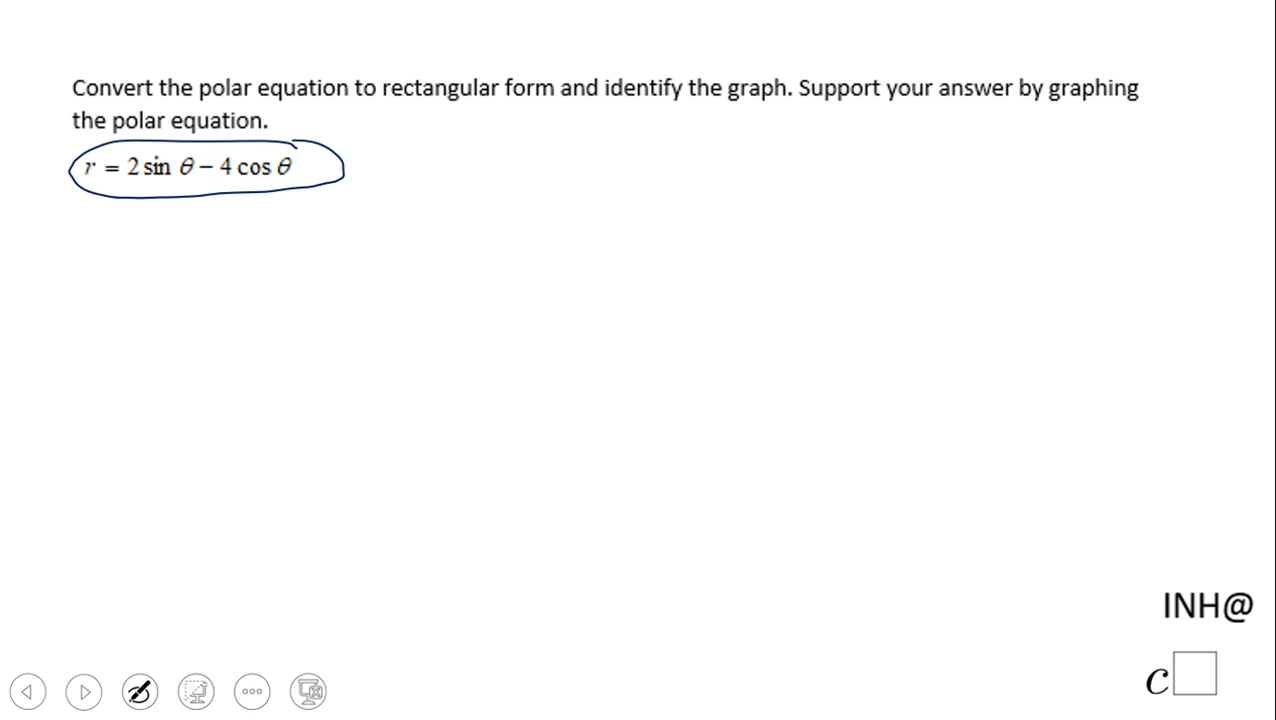 Convert the polar equation to rectangular form and identify the graph. Support your answer by graphing
the polar equation.
r = 2 sin θ – 4 cos θ
INH@
c